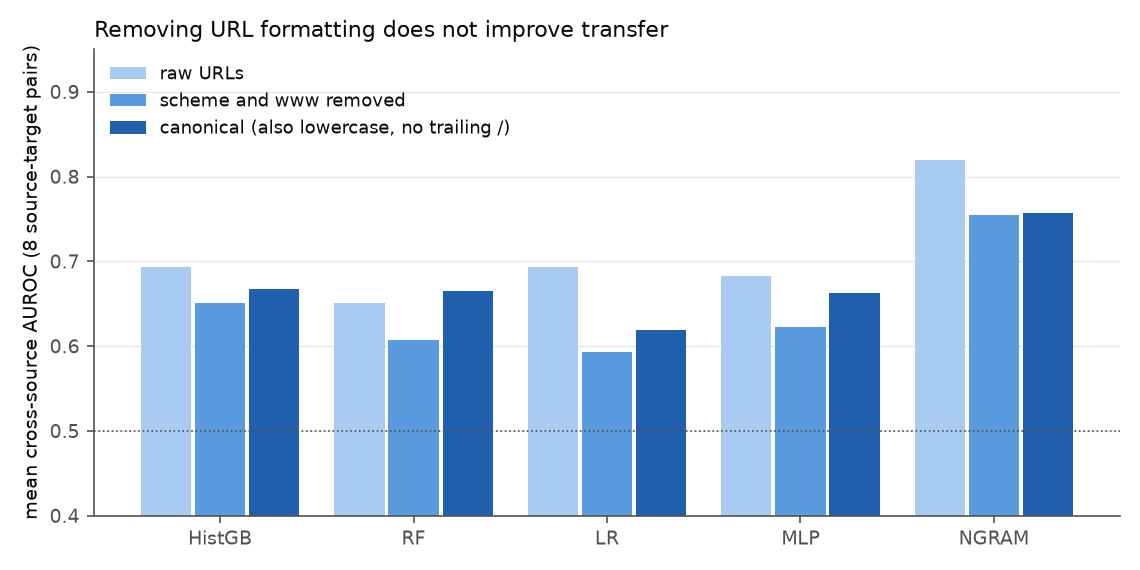 Removing URL formatting does not improve transfer
mean cross-source AUROC (8 source-target pairs)
raw URLs
scheme and www removed
canonical (also lowercase, no trailing /)
0.9
0.8
0.7
0.6
0.5
0.4
HistGB
RF
LR
MLP
NGRAM